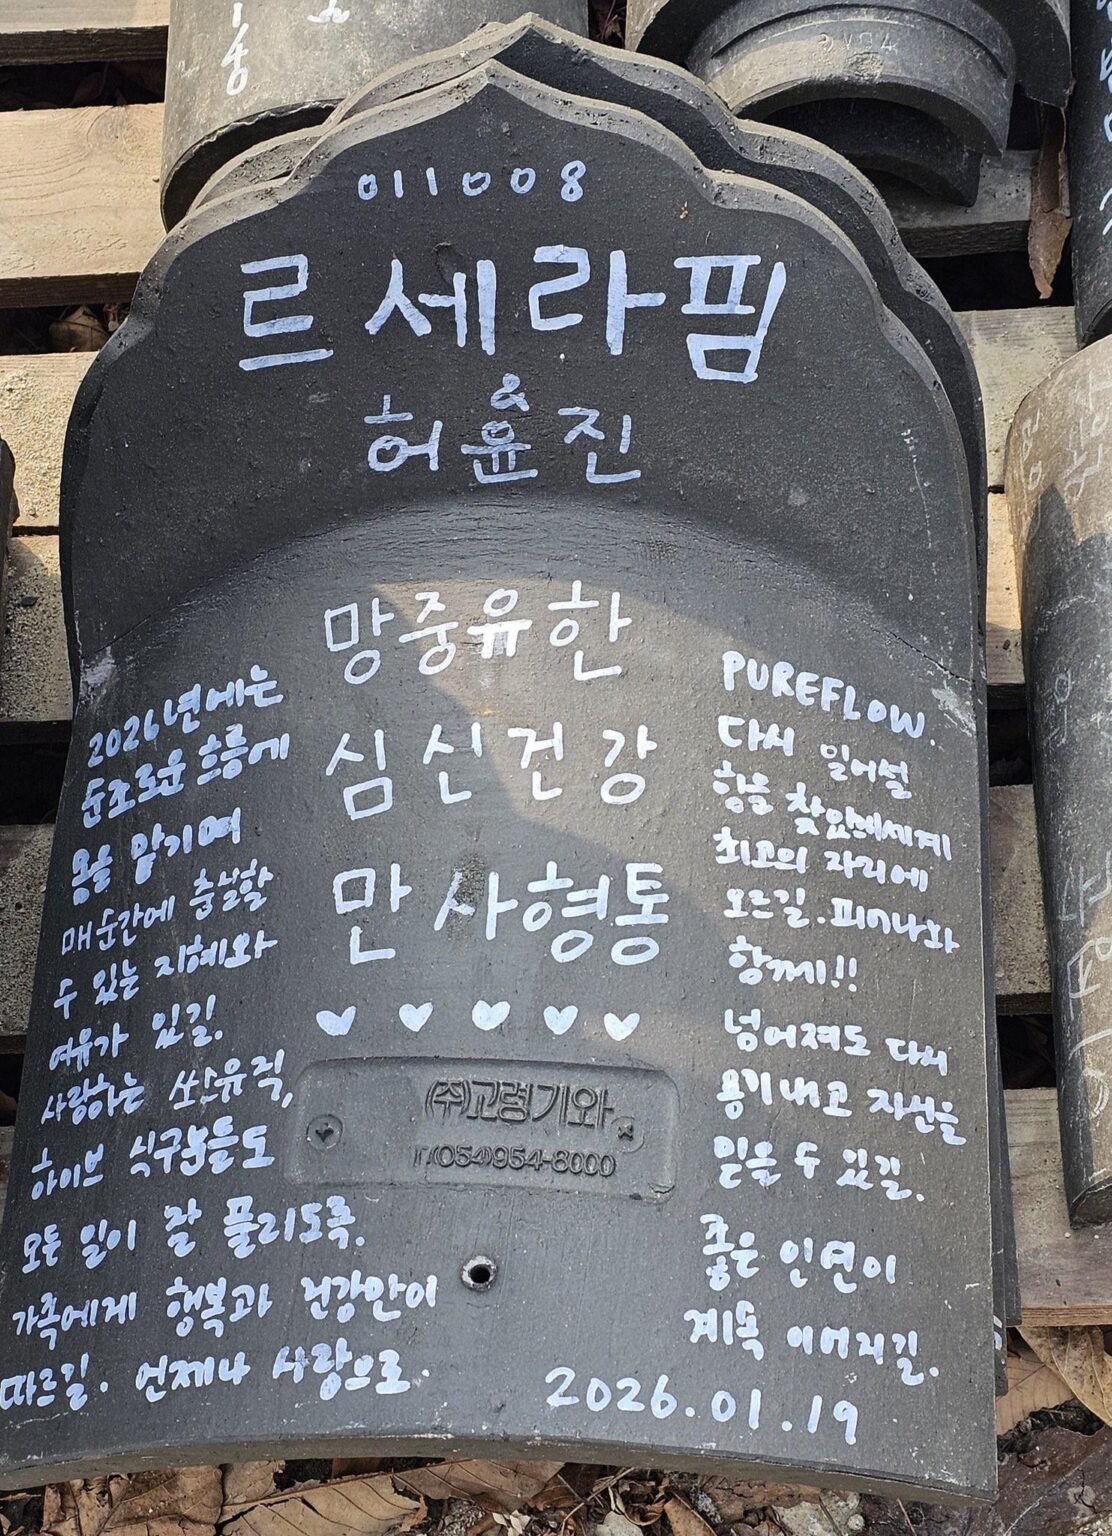 011008
르세라핌
&
허윤진
망중유한
심신건강
만사형통
♥ ♥ ♥ ♥ ♥
2026년에는
순조로운 흐름에
몸을 맡기며
매순간에 충실할
수 있는 지혜와
여유가 있길.
사랑하는 쏘스뮤직,
하이브 식구분들도
모든 일이 잘 풀리도록.
가족에게 행복과 건강만이
따르길. 언제나 사랑으로.
PUREFLOW.
다시 일어설
힘을 세계
최고의 자리에
오르길. 피어나와
함께!!
넘어져도 다시
용기내고 자신을
믿을 수 있길.
좋은 인연이
계속 이어지길.
2026.01.19
(주)고령기와
T(054)954-8000